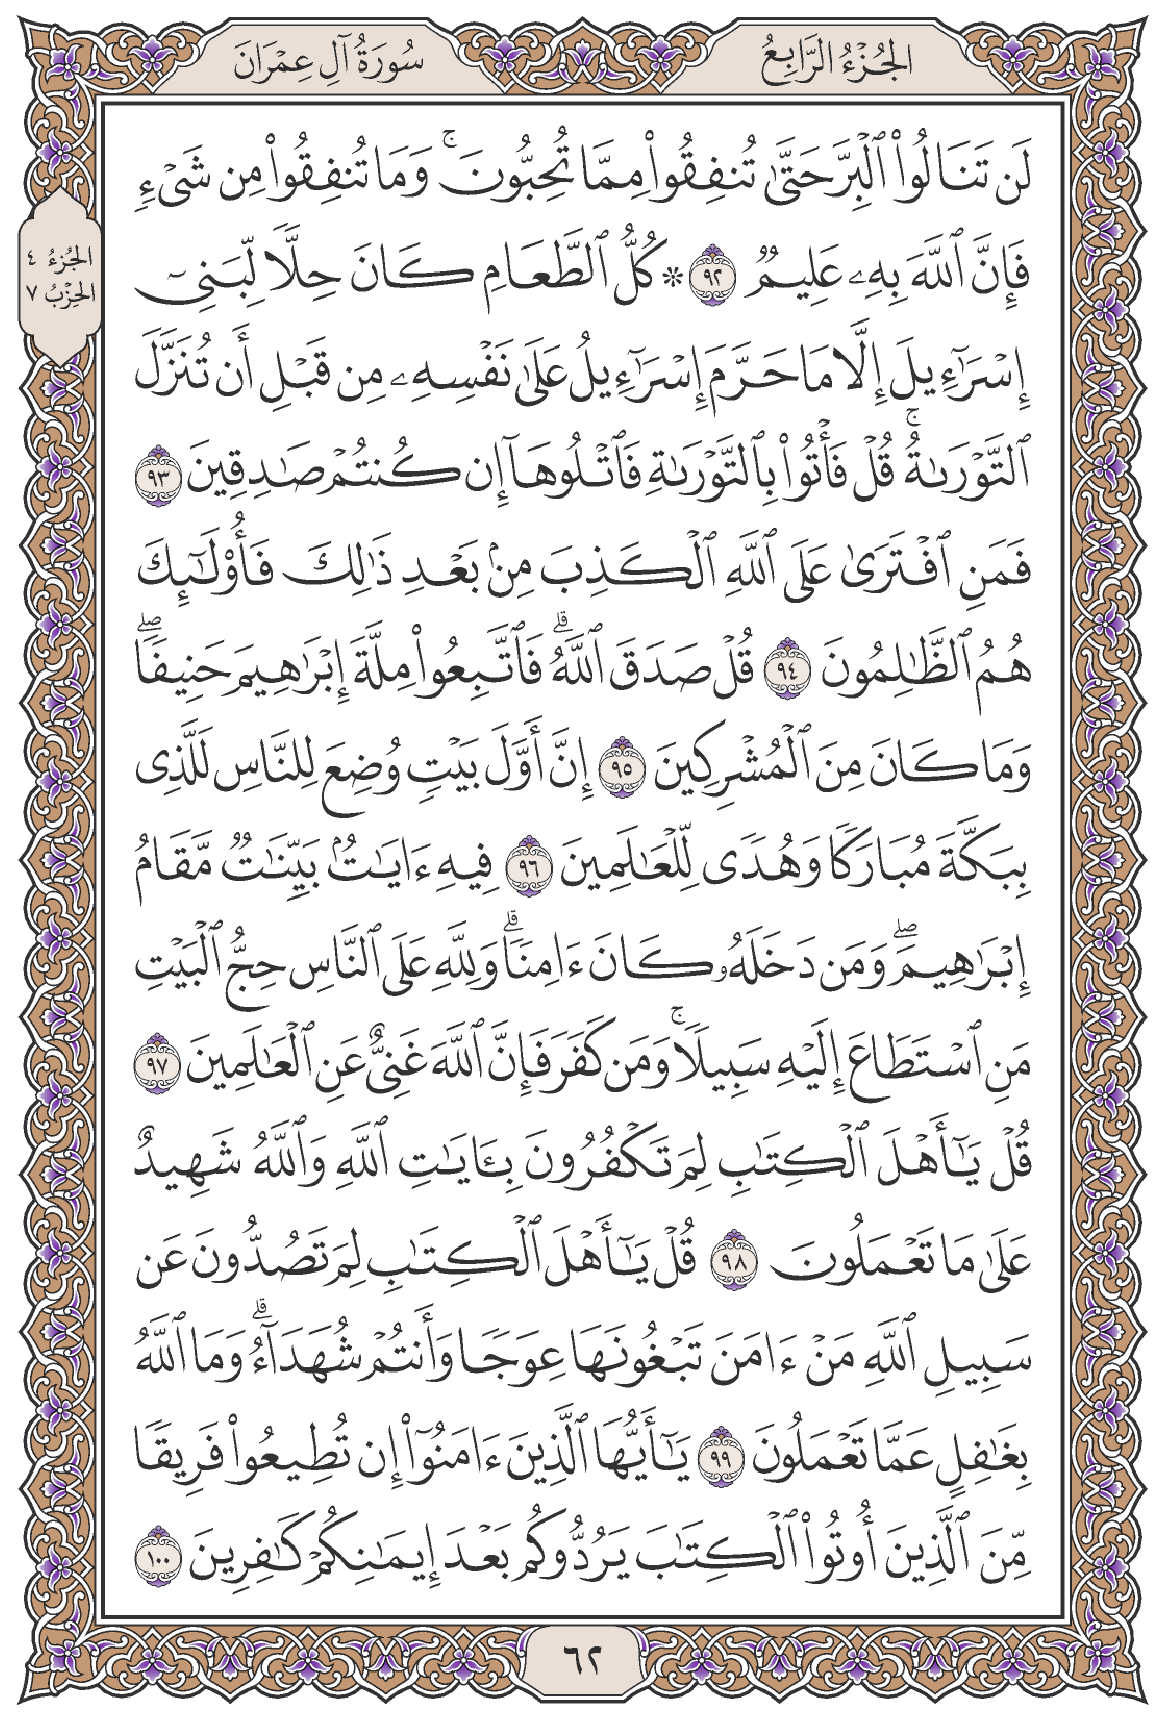 الجُزْءُ الرَّابِعُ
سُورَةُ آلِ عِمْرَانَ
الجُزءُ ٤
الحِزْبُ ٧
لَن تَنَالُواْ ٱلۡبِرَّ حَتَّىٰ تُنفِقُواْ مِمَّا تُحِبُّونَۚ وَمَا تُنفِقُواْ مِن شَيۡءٖ
فَإِنَّ ٱللَّهَ بِهِۦ عَلِيمٞ ٩٢ ۞ كُلُّ ٱلطَّعَامِ كَانَ حِلّٗا لِّبَنِيٓ
إِسۡرَٰٓءِيلَ إِلَّا مَا حَرَّمَ إِسۡرَٰٓءِيلُ عَلَىٰ نَفۡسِهِۦ مِن قَبۡلِ أَن تُنَزَّلَ
ٱلتَّوۡرَىٰةُۚ قُلۡ فَأۡتُواْ بِٱلتَّوۡرَىٰةِ فَٱتۡلُوهَآ إِن كُنتُمۡ صَٰدِقِينَ ٩٣
فَمَنِ ٱفۡتَرَىٰ عَلَى ٱللَّهِ ٱلۡكَذِبَ مِنۢ بَعۡدِ ذَٰلِكَ فَأُوْلَٰٓئِكَ
هُمُ ٱلظَّٰلِمُونَ ٩٤ قُلۡ صَدَقَ ٱللَّهُۗ فَٱتَّبِعُواْ مِلَّةَ إِبۡرَٰهِيمَ حَنِيفٗاۖ
وَمَا كَانَ مِنَ ٱلۡمُشۡرِكِينَ ٩٥ إِنَّ أَوَّلَ بَيۡتٖ وُضِعَ لِلنَّاسِ لَلَّذِي
بِبَكَّةَ مُبَارَكٗا وَهُدٗى لِّلۡعَٰلَمِينَ ٩٦ فِيهِ ءَايَٰتُۢ بَيِّنَٰتٞ مَّقَامُ
إِبۡرَٰهِيمَۖ وَمَن دَخَلَهُۥ كَانَ ءَامِنٗاۗ وَلِلَّهِ عَلَى ٱلنَّاسِ حِجُّ ٱلۡبَيۡتِ
مَنِ ٱسۡتَطَاعَ إِلَيۡهِ سَبِيلٗاۚ وَمَن كَفَرَ فَإِنَّ ٱللَّهَ غَنِيٌّ عَنِ ٱلۡعَٰلَمِينَ ٩٧
قُلۡ يَٰٓأَهۡلَ ٱلۡكِتَٰبِ لِمَ تَكۡفُرُونَ بِـَٔايَٰتِ ٱللَّهِ وَٱللَّهُ شَهِيدٌ
عَلَىٰ مَا تَعۡمَلُونَ ٩٨ قُلۡ يَٰٓأَهۡلَ ٱلۡكِتَٰبِ لِمَ تَصُدُّونَ عَن
سَبِيلِ ٱللَّهِ مَنۡ ءَامَنَ تَبۡغُونَهَا عِوَجٗا وَأَنتُمۡ شُهَدَآءُۗ وَمَا ٱللَّهُ
بِغَٰفِلٍ عَمَّا تَعۡمَلُونَ ٩٩ يَٰٓأَيُّهَا ٱلَّذِينَ ءَامَنُوٓاْ إِن تُطِيعُواْ فَرِيقٗا
مِّنَ ٱلَّذِينَ أُوتُواْ ٱلۡكِتَٰبَ يَرُدُّوكُم بَعۡدَ إِيمَٰنِكُمۡ كَٰفِرِينَ ١٠٠
٦٢